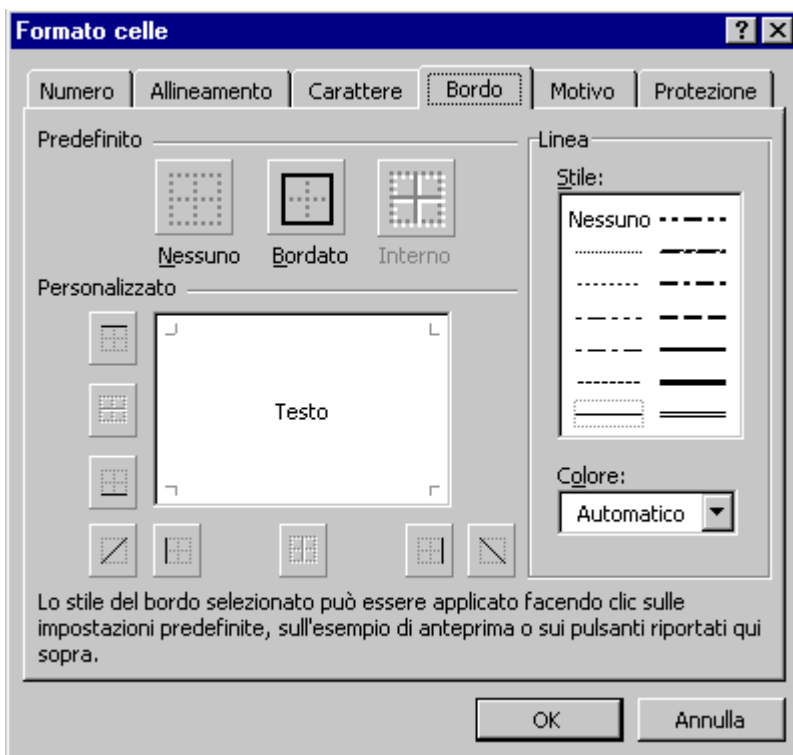 Formato celle
Numero Allineamento Carattere Bordo Motivo Protezione
Predefinito
Nessuno Bordato Interno
Personalizzato
Testo
Linea
Stile:
Nessuno
Colore:
Automatico
Lo stile del bordo selezionato può essere applicato facendo clic sulle
impostazioni predefinite, sull'esempio di anteprima o sui pulsanti riportati qui
sopra.
OK Annulla